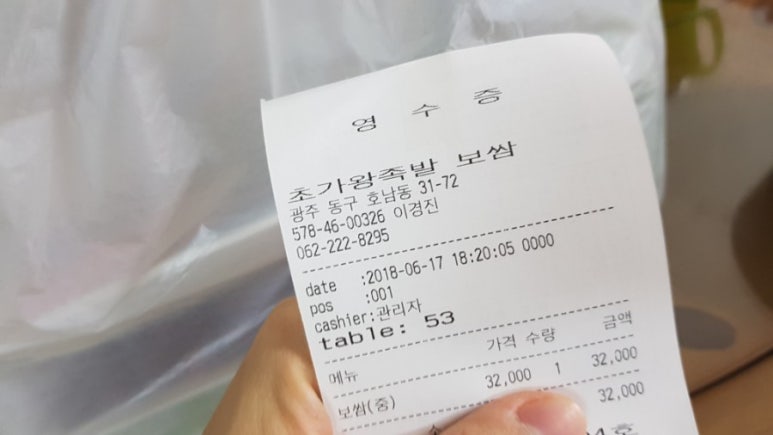 영 수 증
초가왕족발 보쌈
광주 동구 호남동 31-72
578-46-00326 이경진
062-222-8295
date :2018-06-17 18:20:05 0000
pos :001
cashier:관리자
table: 53
메뉴 가격 수량 금액
보쌈(중) 32,000 1 32,000
32,000